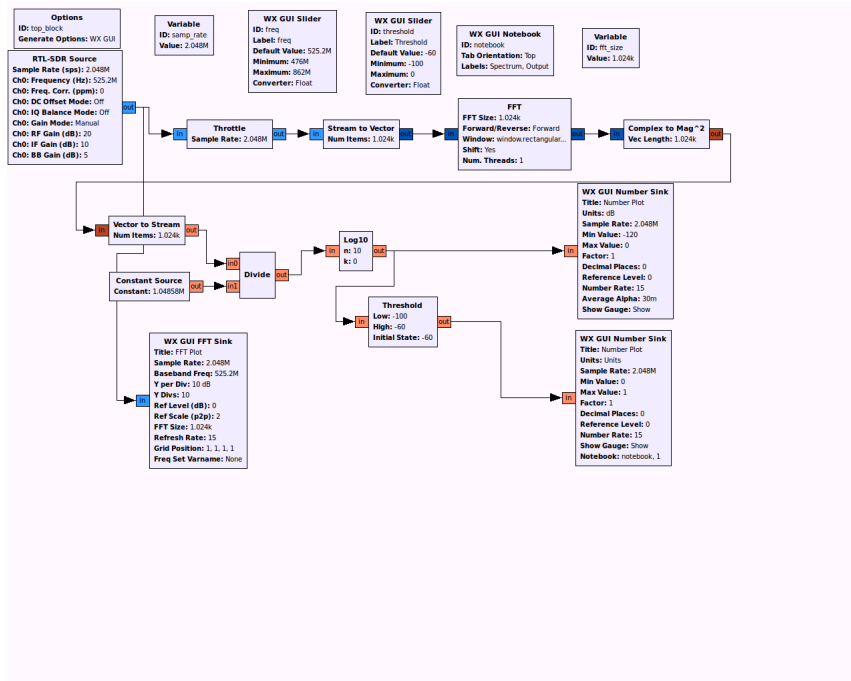 Options
ID: top_block
Generate Options: WX GUI
Variable
ID: samp_rate
Value: 2.048M
WX GUI Slider
ID: freq
Label: freq
Default Value: 525.2M
Minimum: 476M
Maximum: 862M
Converter: Float
WX GUI Slider
ID: threshold
Label: Threshold
Default Value: -60
Minimum: -100
Maximum: 0
Converter: Float
WX GUI Notebook
ID: notebook
Tab Orientation: Top
Labels: Spectrum, Output
Variable
ID: fft_size
Value: 1.024k
RTL-SDR Source
Sample Rate (sps): 2.048M
Ch0: Frequency (Hz): 525.2M
Ch0: Freq. Corr. (ppm): 0
Ch0: DC Offset Mode: Off
Ch0: IQ Balance Mode: Off
Ch0: Gain Mode: Manual
Ch0: RF Gain (dB): 20
Ch0: IF Gain (dB): 10
Ch0: BB Gain (dB): 5
out
in
Throttle
Sample Rate: 2.048M
out
in
Stream to Vector
Num Items: 1.024k
out
in
FFT
FFT Size: 1.024k
Forward/Reverse: Forward
Window: window.rectangular...
Shift: Yes
Num. Threads: 1
out
in
Complex to Mag^2
Vec Length: 1.024k
out
in
Vector to Stream
Num Items: 1.024k
out
Constant Source
Constant: 1.04858M
out
in0
in1
Divide
out
in
Log10
n: 10
k: 0
out
in
WX GUI Number Sink
Title: Number Plot
Units: dB
Sample Rate: 2.048M
Min Value: -120
Max Value: 0
Factor: 1
Decimal Places: 0
Reference Level: 0
Number Rate: 15
Average Alpha: 30m
Show Gauge: Show
in
Threshold
Low: -100
High: -60
Initial State: -60
out
in
WX GUI FFT Sink
Title: FFT Plot
Sample Rate: 2.048M
Baseband Freq: 525.2M
Y per Div: 10 dB
Y Divs: 10
Ref Level (dB): 0
Ref Scale (p2p): 2
FFT Size: 1.024k
Refresh Rate: 15
Grid Position: 1, 1, 1, 1
Freq Set Varname: None
in
WX GUI Number Sink
Title: Number Plot
Units: Units
Sample Rate: 2.048M
Min Value: 0
Max Value: 1
Factor: 1
Decimal Places: 0
Reference Level: 0
Number Rate: 15
Show Gauge: Show
Notebook: notebook, 1